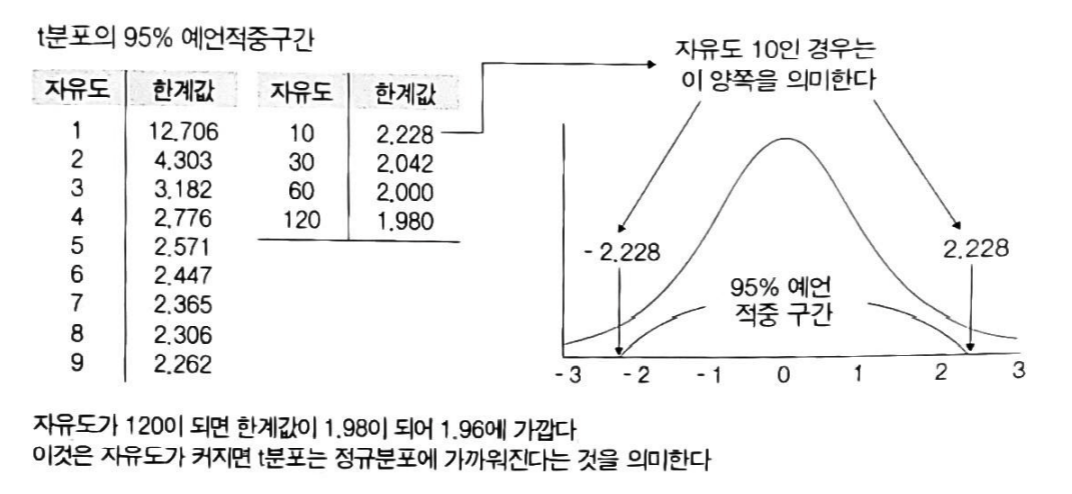 t분포의 95% 예언적중구간
자유도 한계값 자유도 한계값
1 12.706 10 2.228
2 4.303 30 2.042
3 3.182 60 2.000
4 2.776 120 1.980
5 2.571
6 2.447
7 2.365
8 2.306
9 2.262
자유도 10인 경우는
이 양쪽을 의미한다
-2.228 2.228
95% 예언
적중 구간
-3 -2 -1 0 1 2 3
자유도가 120이 되면 한계값이 1.98이 되어 1.96에 가깝다
이것은 자유도가 커지면 t분포는 정규분포에 가까워진다는 것을 의미한다